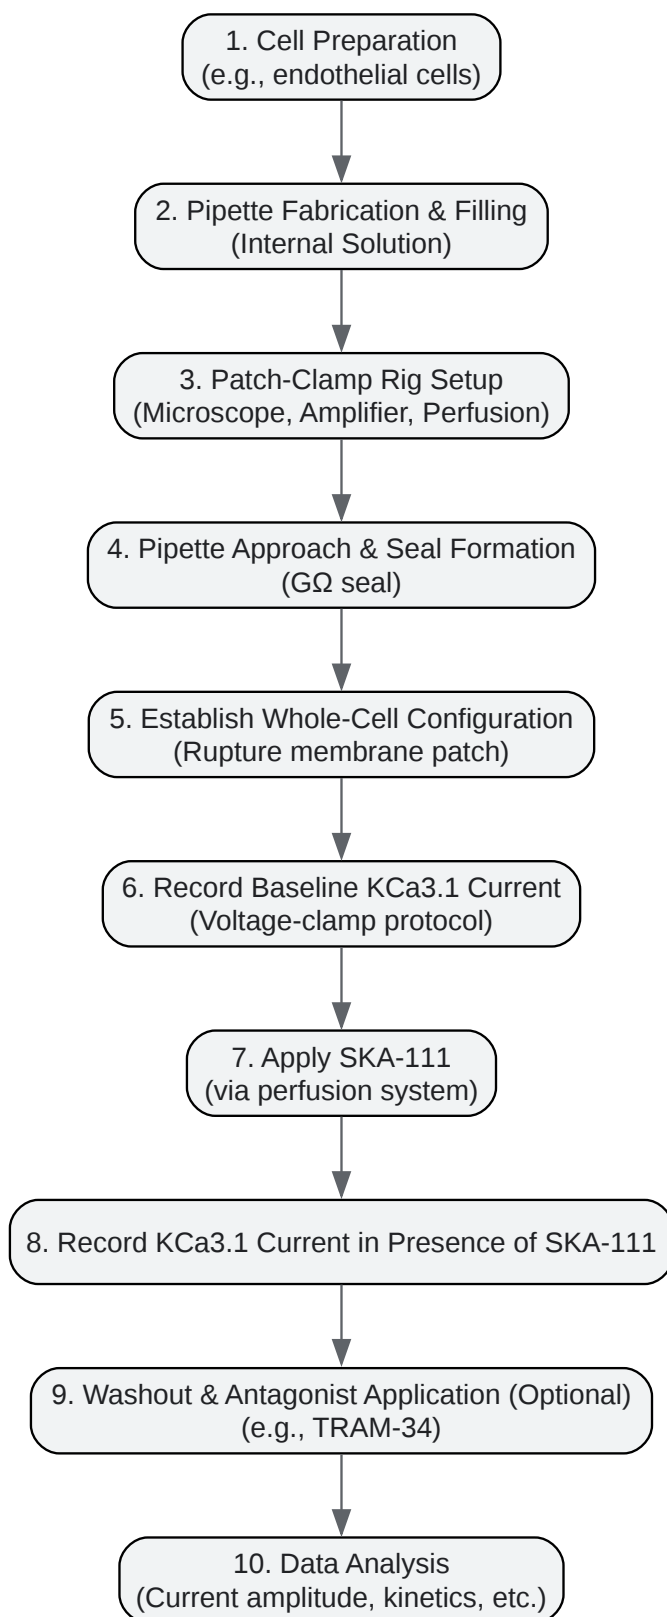 1. Cell Preparation
(e.g., endothelial cells)
2. Pipette Fabrication & Filling
(Internal Solution)
3. Patch-Clamp Rig Setup
(Microscope, Amplifier, Perfusion)
4. Pipette Approach & Seal Formation
(GΩ seal)
5. Establish Whole-Cell Configuration
(Rupture membrane patch)
6. Record Baseline KCa3.1 Current
(Voltage-clamp protocol)
7. Apply SKA-111
(via perfusion system)
8. Record KCa3.1 Current in Presence of SKA-111
9. Washout & Antagonist Application (Optional)
(e.g., TRAM-34)
10. Data Analysis
(Current amplitude, kinetics, etc.)